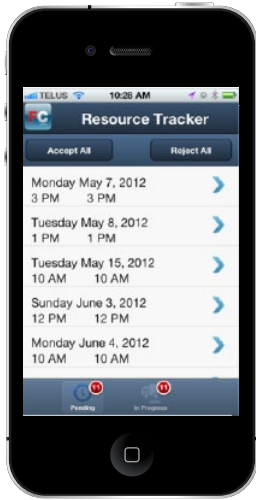 TELUS 10:26 AM
FC Resource Tracker
Accept All Reject All
Monday May 7, 2012
3 PM 3 PM
Tuesday May 8, 2012
1 PM 1 PM
Tuesday May 15, 2012
10 AM 10 AM
Sunday June 3, 2012
12 PM 12 PM
Monday June 4, 2012
10 AM 10 AM
11 11
Pending In Progress